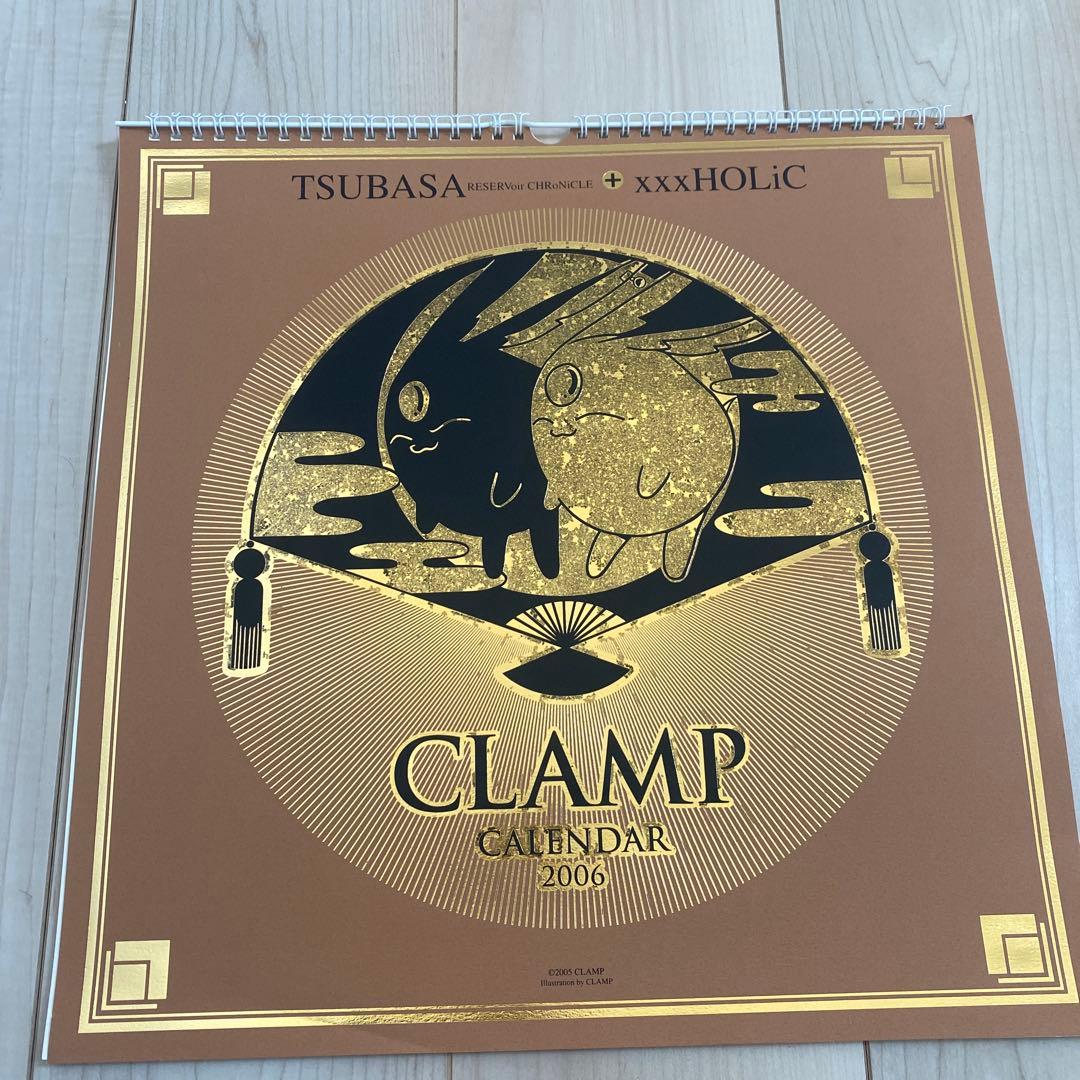 TSUBASA RESERVoir CHRoNiCLE + xxxHOLiC
CLAMP
CALENDAR
2006
©2005 CLAMP
Illustration by CLAMP